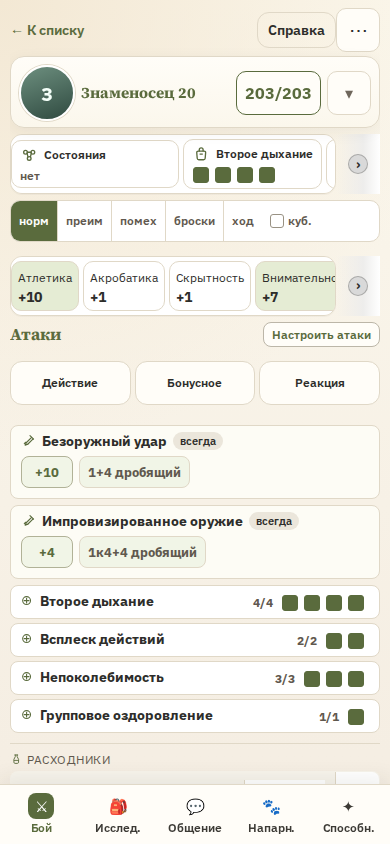 ← К списку
Справка
...
З Знаменосец 20 203/203 ▼
Состояния
нет
Второе дыхание
норм преим помех броски ход куб.
Атлетика Акробатика Скрытность Внимательно
+10 +1 +1 +7
Атаки
Настроить атаки
Действие Бонусное Реакция
Безоружный удар всегда
+10 1+4 дробящий
Импровизированное оружие всегда
+4 1к4+4 дробящий
Второе дыхание 4/4
Всплеск действий 2/2
Непоколебимость 3/3
Групповое оздоровление 1/1
РАСХОДНИКИ
Бой Исслед. Общение Напарн. Способн.